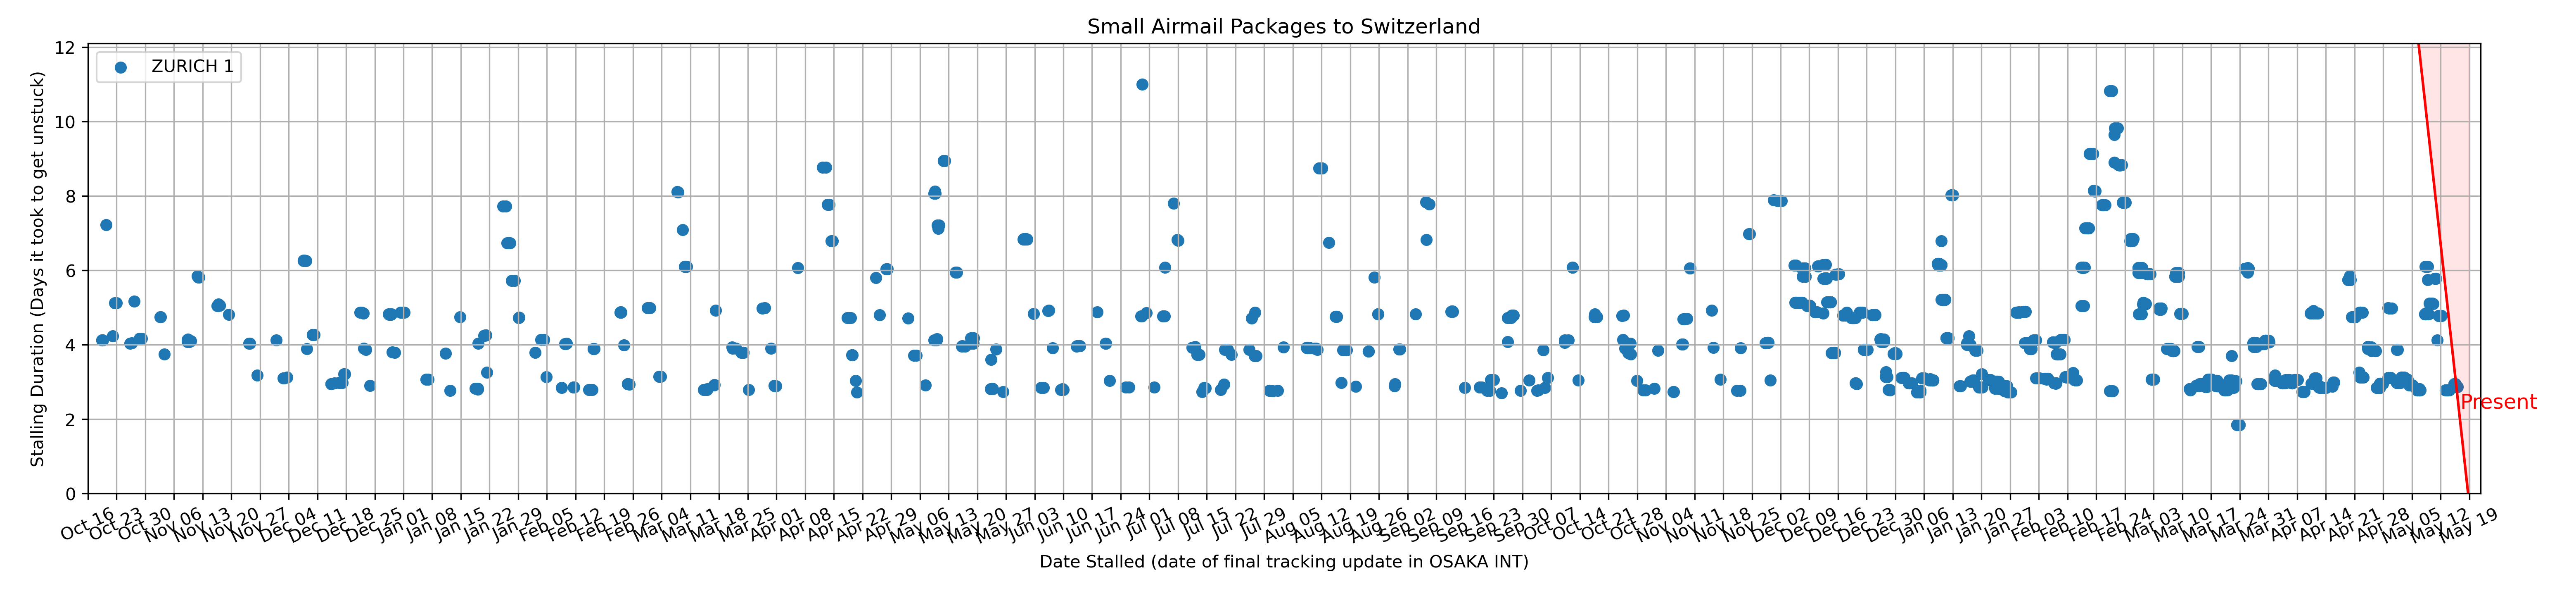 Small Airmail Packages to Switzerland
ZURICH 1
Stalling Duration (Days it took to get unstuck)
12
10
8
6
4
2
0
Present
Oct 16 Oct 23 Oct 30 Nov 06 Nov 13 Nov 20 Nov 27 Dec 04 Dec 11 Dec 18 Dec 25 Jan 01 Jan 08 Jan 15 Jan 22 Jan 29 Feb 05 Feb 12 Feb 19 Feb 26 Mar 04 Mar 11 Mar 18 Mar 25 Apr 01 Apr 08 Apr 15 Apr 22 Apr 29 May 06 May 13 May 20 May 27 Jun 03 Jun 10 Jun 17 Jun 24 Jul 01 Jul 08 Jul 15 Jul 22 Jul 29 Aug 05 Aug 12 Aug 19 Aug 26 Sep 02 Sep 09 Sep 16 Sep 23 Sep 30 Oct 07 Oct 14 Oct 21 Oct 28 Nov 04 Nov 11 Nov 18 Nov 25 Dec 02 Dec 09 Dec 16 Dec 23 Dec 30 Jan 06 Jan 13 Jan 20 Jan 27 Feb 03 Feb 10 Feb 17 Feb 24 Mar 03 Mar 10 Mar 17 Mar 24 Mar 31 Apr 07 Apr 14 Apr 21 Apr 28 May 05 May 12 May 19
Date Stalled (date of final tracking update in OSAKA INT)